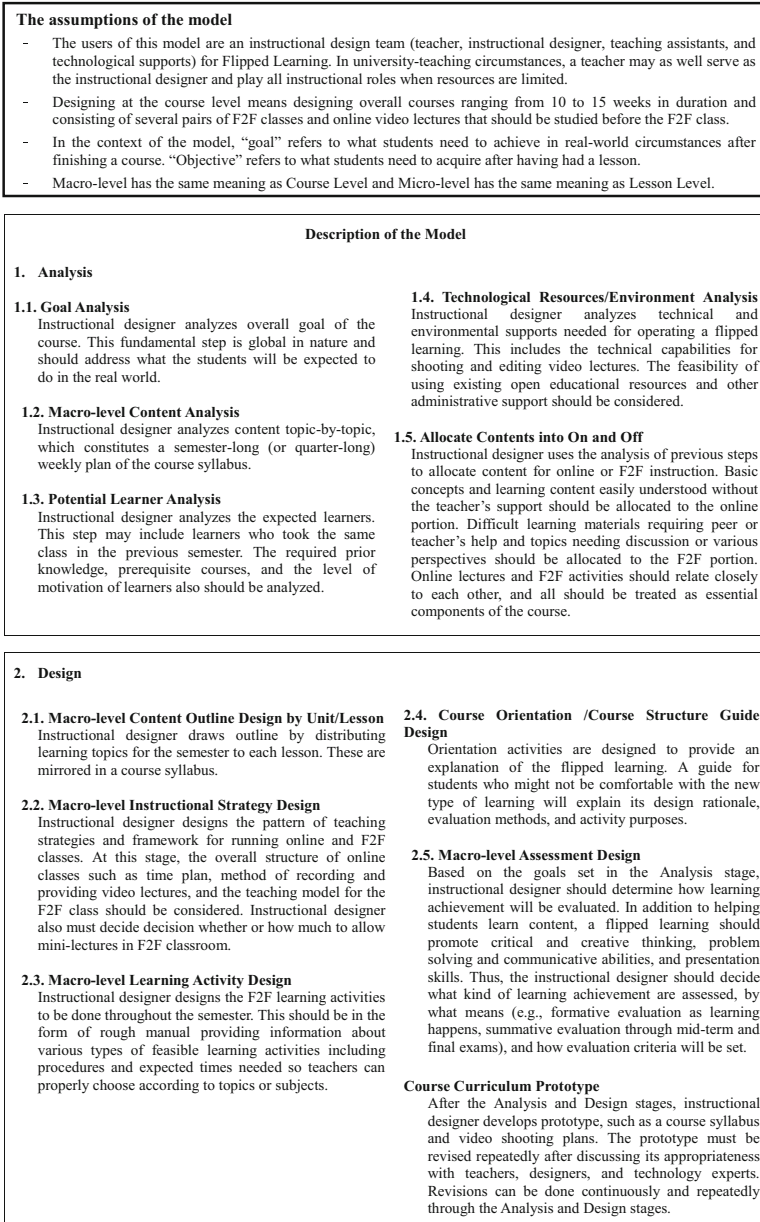 The assumptions of the model
- The users of this model are an instructional design team (teacher, instructional designer, teaching assistants, and
technological supports) for Flipped Learning. In university-teaching circumstances, a teacher may as well serve as
the instructional designer and play all instructional roles when resources are limited.
- Designing at the course level means designing overall courses ranging from 10 to 15 weeks in duration and
consisting of several pairs of F2F classes and online video lectures that should be studied before the F2F class.
- In the context of the model, “goal” refers to what students need to achieve in real-world circumstances after
finishing a course. “Objective” refers to what students need to acquire after having had a lesson.
- Macro-level has the same meaning as Course Level and Micro-level has the same meaning as Lesson Level.
Description of the Model
1. Analysis
1.1. Goal Analysis
Instructional designer analyzes overall goal of the
course. This fundamental step is global in nature and
should address what the students will be expected to
do in the real world.
1.2. Macro-level Content Analysis
Instructional designer analyzes content topic-by-topic,
which constitutes a semester-long (or quarter-long)
weekly plan of the course syllabus.
1.3. Potential Learner Analysis
Instructional designer analyzes the expected learners.
This step may include learners who took the same
class in the previous semester. The required prior
knowledge, prerequisite courses, and the level of
motivation of learners also should be analyzed.
1.4. Technological Resources/Environment Analysis
Instructional designer analyzes technical and
environmental supports needed for operating a flipped
learning. This includes the technical capabilities for
shooting and editing video lectures. The feasibility of
using existing open educational resources and other
administrative support should be considered.
1.5. Allocate Contents into On and Off
Instructional designer uses the analysis of previous steps
to allocate content for online or F2F instruction. Basic
concepts and learning content easily understood without
the teacher’s support should be allocated to the online
portion. Difficult learning materials requiring peer or
teacher’s help and topics needing discussion or various
perspectives should be allocated to the F2F portion.
Online lectures and F2F activities should relate closely
to each other, and all should be treated as essential
components of the course.
2. Design
2.1. Macro-level Content Outline Design by Unit/Lesson
Instructional designer draws outline by distributing
learning topics for the semester to each lesson. These are
mirrored in a course syllabus.
2.2. Macro-level Instructional Strategy Design
Instructional designer designs the pattern of teaching
strategies and framework for running online and F2F
classes. At this stage, the overall structure of online
classes such as time plan, method of recording and
providing video lectures, and the teaching model for the
F2F class should be considered. Instructional designer
also must decide decision whether or how much to allow
mini-lectures in F2F classroom.
2.3. Macro-level Learning Activity Design
Instructional designer designs the F2F learning activities
to be done throughout the semester. This should be in the
form of rough manual providing information about
various types of feasible learning activities including
procedures and expected times needed so teachers can
properly choose according to topics or subjects.
2.4. Course Orientation /Course Structure Guide
Design
Orientation activities are designed to provide an
explanation of the flipped learning. A guide for
students who might not be comfortable with the new
type of learning will explain its design rationale,
evaluation methods, and activity purposes.
2.5. Macro-level Assessment Design
Based on the goals set in the Analysis stage,
instructional designer should determine how learning
achievement will be evaluated. In addition to helping
students learn content, a flipped learning should
promote critical and creative thinking, problem
solving and communicative abilities, and presentation
skills. Thus, the instructional designer should decide
what kind of learning achievement are assessed, by
what means (e.g., formative evaluation as learning
happens, summative evaluation through mid-term and
final exams), and how evaluation criteria will be set.
Course Curriculum Prototype
After the Analysis and Design stages, instructional
designer develops prototype, such as a course syllabus
and video shooting plans. The prototype must be
revised repeatedly after discussing its appropriateness
with teachers, designers, and technology experts.
Revisions can be done continuously and repeatedly
through the Analysis and Design stages.